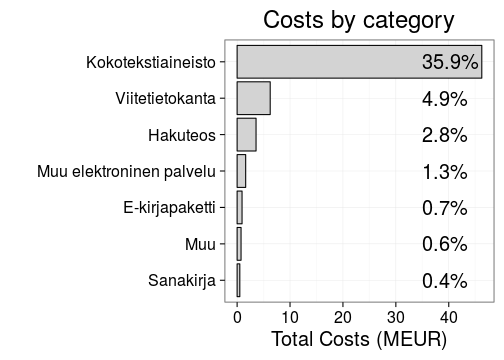 Costs by category
Kokotekstiaineisto 35.9%
Viitetietokanta 4.9%
Hakuteos 2.8%
Muu elektroninen palvelu 1.3%
E-kirjapaketti 0.7%
Muu 0.6%
Sanakirja 0.4%
0 10 20 30 40
Total Costs (MEUR)